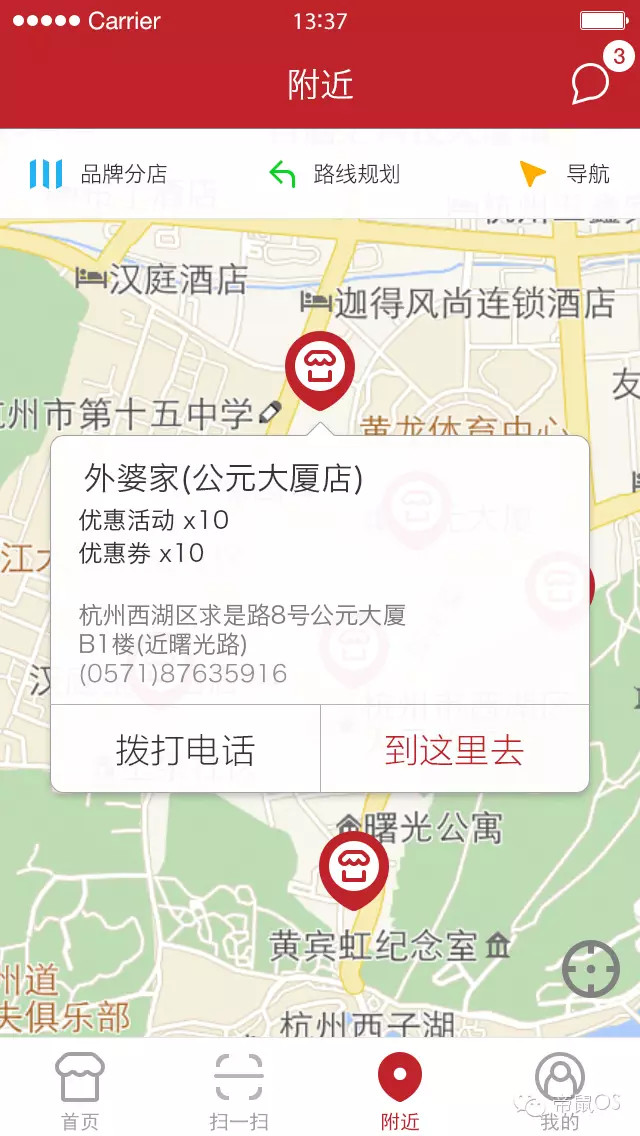 Carrier
13:37
附近
3
品牌分店
路线规划
导航
汉庭酒店
迦得风尚连锁酒店
友
州市第十五中学
黄龙体育中心
外婆家(公元大厦店)
优惠活动 x10
优惠券 x10
江
杭州西湖区求是路8号公元大厦
B1楼(近曙光路)
(0571)87635916
汉
拨打电话
到这里去
曙光公寓
黄宾虹纪念室
州道
夫俱乐部
杭州西子湖
首页
扫一扫
附近
我的
帝鼠OS